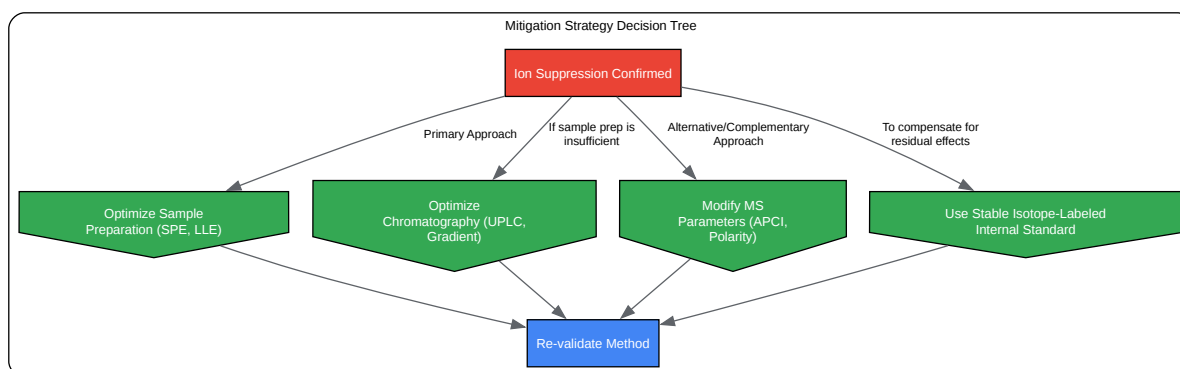 Mitigation Strategy Decision Tree
Ion Suppression Confirmed
Primary Approach
If sample prep is
insufficient
Alternative/Complementary
Approach
To compensate for
residual effects
Optimize Sample
Preparation (SPE, LLE)
Optimize
Chromatography (UPLC,
Gradient)
Modify MS
Parameters (APCI,
Polarity)
Use Stable Isotope-Labeled
Internal Standard
Re-validate Method